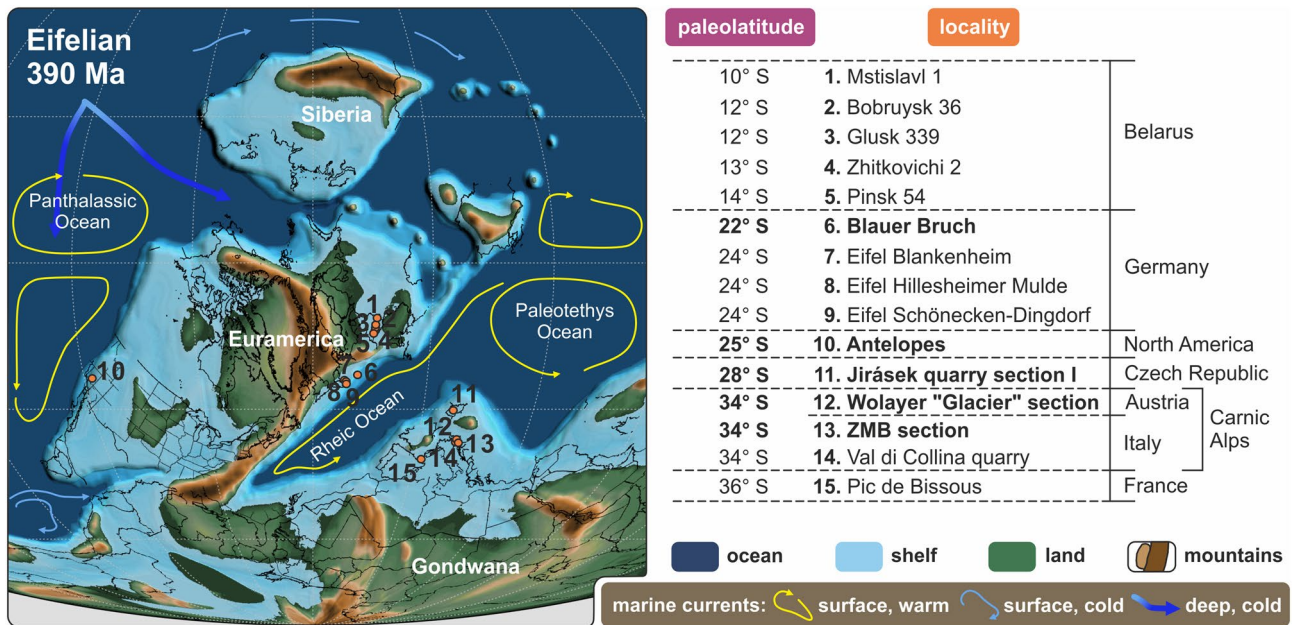 Eifelian
390 Ma
Siberia
Panthalassic
Ocean
Paleotethys
Ocean
Euramerica
Rheic Ocean
Gondwana
1
2
3
4
5
6
7
8
9
10
11
12
13
14
15
paleolatitude locality
10° S 1. Mstislavl 1
12° S 2. Bobruysk 36
12° S 3. Glusk 339
13° S 4. Zhitkovichi 2
14° S 5. Pinsk 54
Belarus
22° S 6. Blauer Bruch
24° S 7. Eifel Blankenheim
24° S 8. Eifel Hillesheimer Mulde
24° S 9. Eifel Schönecken-Dingdorf
Germany
25° S 10. Antelopes North America
28° S 11. Jirásek quarry section I Czech Republic
34° S 12. Wolayer "Glacier" section Austria
34° S 13. ZMB section
34° S 14. Val di Collina quarry
Italy
Carnic
Alps
36° S 15. Pic de Bissous France
ocean shelf land mountains
marine currents: surface, warm surface, cold deep, cold